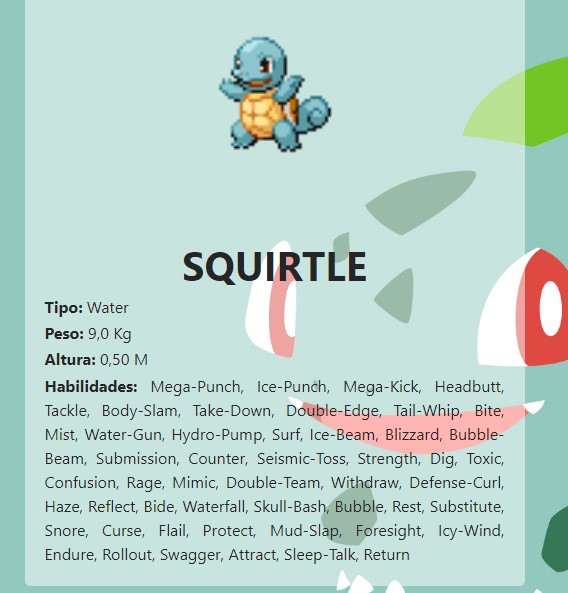 SQUIRTLE
Tipo: Water
Peso: 9,0 Kg
Altura: 0,50 M
Habilidades: Mega-Punch, Ice-Punch, Mega-Kick, Headbutt,
Tackle, Body-Slam, Take-Down, Double-Edge, Tail-Whip, Bite,
Mist, Water-Gun, Hydro-Pump, Surf, Ice-Beam, Blizzard, Bubble-
Beam, Submission, Counter, Seismic-Toss, Strength, Dig, Toxic,
Confusion, Rage, Mimic, Double-Team, Withdraw, Defense-Curl,
Haze, Reflect, Bide, Waterfall, Skull-Bash, Bubble, Rest, Substitute,
Snore, Curse, Flail, Protect, Mud-Slap, Foresight, Icy-Wind,
Endure, Rollout, Swagger, Attract, Sleep-Talk, Return